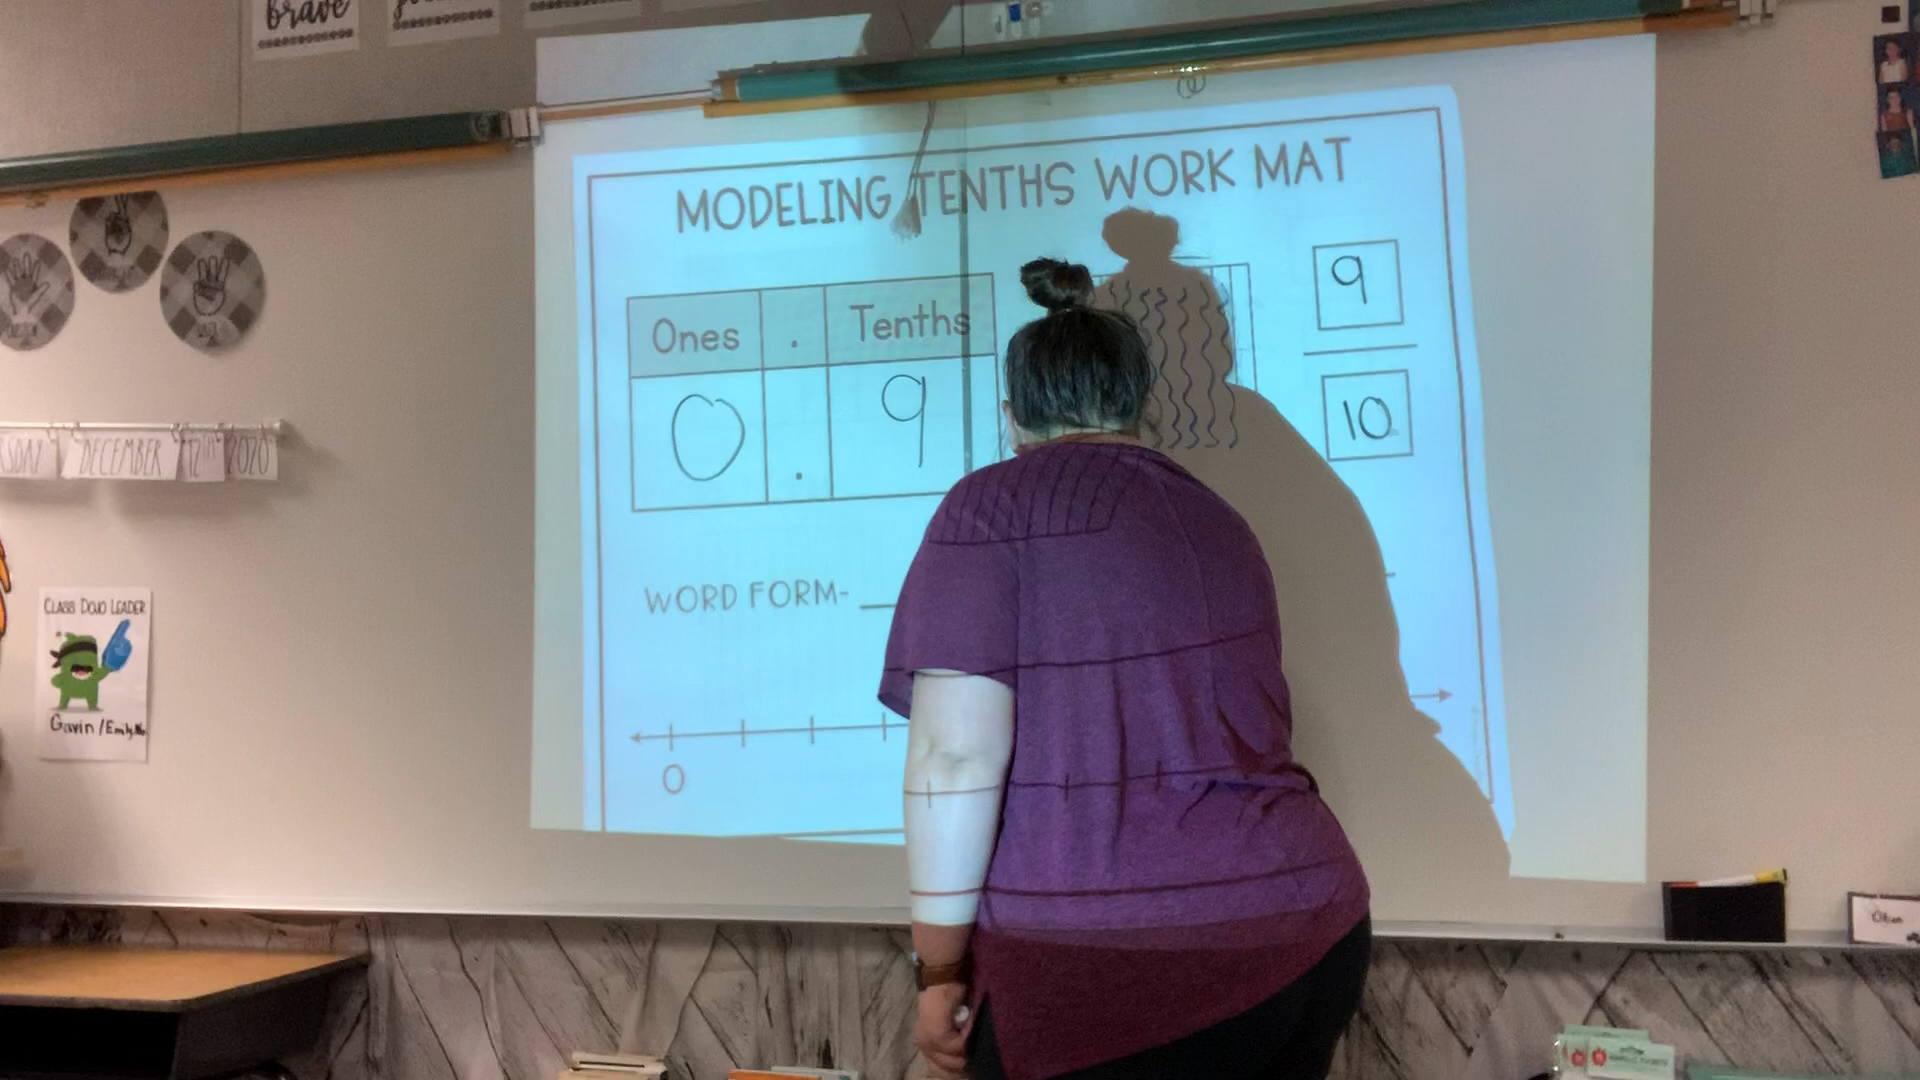 brave
MODELING TENTHS WORK MAT
Ones . Tenths
0 . 9
9
10
WORD FORM-
0
DECEMBER 12TH 2020
CLASS DOJO LEADER
Gavin / Emily